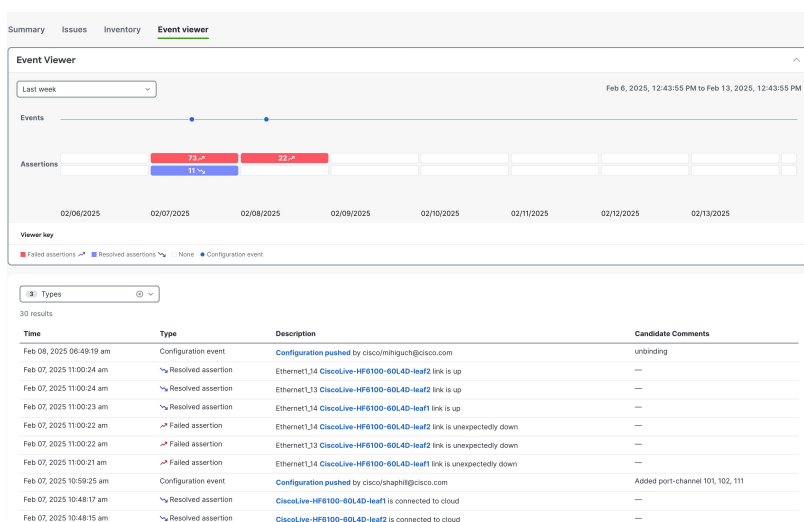 Summary Issues Inventory Event viewer
Event Viewer
Last week
Feb 6, 2025, 12:43:55 PM to Feb 13, 2025, 12:43:55 PM
Events
73 22
Assertions
11
02/06/2025 02/07/2025 02/08/2025 02/09/2025 02/10/2025 02/11/2025 02/12/2025 02/13/2025
Viewer key
Failed assertions Resolved assertions None Configuration event
3 Types
30 results
Time Type Description Candidate Comments
Feb 08, 2025 06:49:19 am Configuration event Configuration pushed by cisco/mihiguch@cisco.com unbinding
Feb 07, 2025 11:00:24 am Resolved assertion Ethernet1_14 CiscoLive-HF6100-60L4D-leaf2 link is up —
Feb 07, 2025 11:00:24 am Resolved assertion Ethernet1_13 CiscoLive-HF6100-60L4D-leaf2 link is up —
Feb 07, 2025 11:00:23 am Resolved assertion Ethernet1_14 CiscoLive-HF6100-60L4D-leaf1 link is up —
Feb 07, 2025 11:00:22 am Failed assertion Ethernet1_14 CiscoLive-HF6100-60L4D-leaf2 link is unexpectedly down —
Feb 07, 2025 11:00:22 am Failed assertion Ethernet1_13 CiscoLive-HF6100-60L4D-leaf2 link is unexpectedly down —
Feb 07, 2025 11:00:21 am Failed assertion Ethernet1_14 CiscoLive-HF6100-60L4D-leaf1 link is unexpectedly down —
Feb 07, 2025 10:59:25 am Configuration event Configuration pushed by cisco/shaphill@cisco.com Added port-channel 101, 102, 111
Feb 07, 2025 10:48:17 am Resolved assertion CiscoLive-HF6100-60L4D-leaf1 is connected to cloud —
Feb 07, 2025 10:48:15 am Resolved assertion CiscoLive-HF6100-60L4D-leaf2 is connected to cloud —